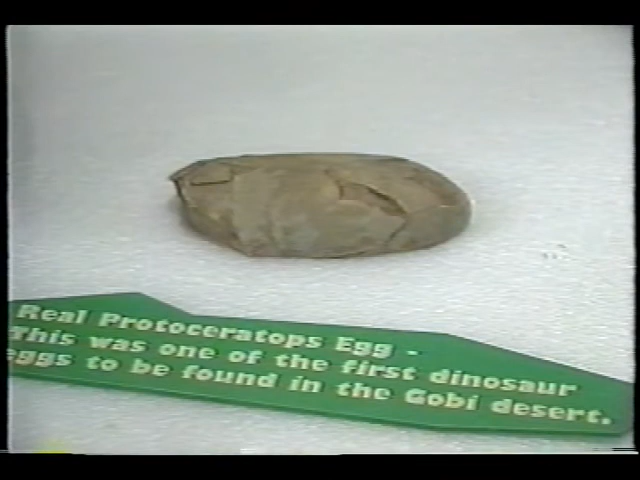 Real Protoceratops Egg -
This was one of the first dinosaur
eggs to be found in the Gobi desert.